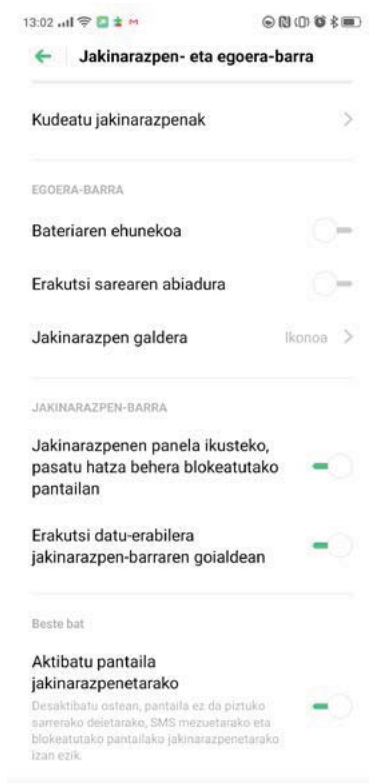 13:02
Jakinarazpen- eta egoera-barra
Kudeatu jakinarazpenak
EGOERA-BARRA
Bateriaren ehunekoa
Erakutsi sarearen abiadura
Jakinarazpen galdera Ikonoa
JAKINARAZPEN-BARRA
Jakinarazpenen panela ikusteko,
pasatu hatza behera blokeatutako
pantailan
Erakutsi datu-erabilera
jakinarazpen-barraren goialdean
Beste bat
Aktibatu pantaila
jakinarazpenetarako
Desaktibatu ostean, pantaila ez da piztuko
sarrerako deietarako, SMS mezuetarako eta
blokeatutako pantailako jakinarazpenetarako
izan ezik.